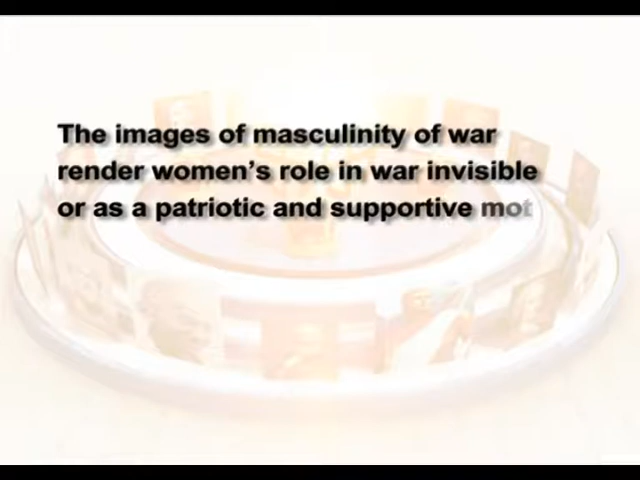 The images of masculinity of war
render women's role in war invisible
or as a patriotic and supportive mot